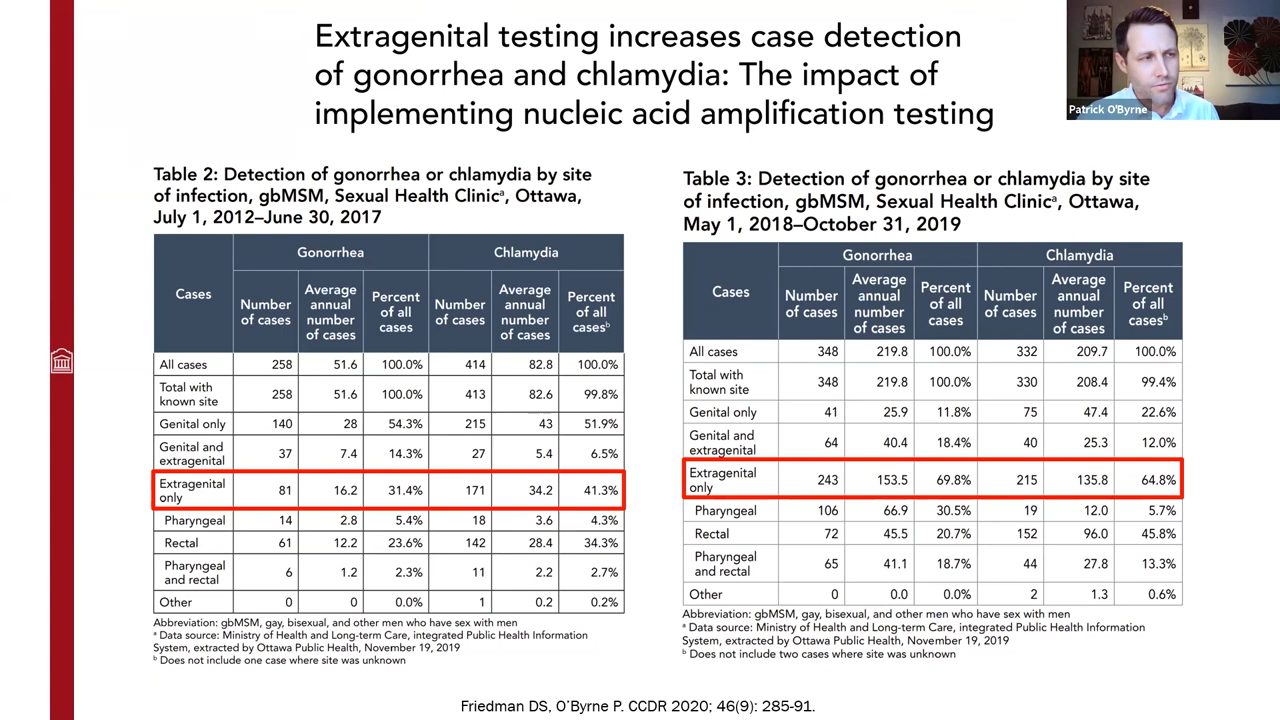 Extragenital testing increases case detection
of gonorrhea and chlamydia: The impact of
implementing nucleic acid amplification testing
Patrick O'Byrne
Table 2: Detection of gonorrhea or chlamydia by site
of infection, gbMSM, Sexual Health Clinicᵃ, Ottawa,
July 1, 2012–June 30, 2017
Cases Gonorrhea Chlamydia
Number of cases Average annual number of cases Percent of all cases Number of cases Average annual number of cases Percent of all casesᵇ
All cases 258 51.6 100.0% 414 82.8 100.0%
Total with known site 258 51.6 100.0% 413 82.6 99.8%
Genital only 140 28 54.3% 215 43 51.9%
Genital and extragenital 37 7.4 14.3% 27 5.4 6.5%
Extragenital only 81 16.2 31.4% 171 34.2 41.3%
Pharyngeal 14 2.8 5.4% 18 3.6 4.3%
Rectal 61 12.2 23.6% 142 28.4 34.3%
Pharyngeal and rectal 6 1.2 2.3% 11 2.2 2.7%
Other 0 0 0.0% 1 0.2 0.2%
Abbreviation: gbMSM, gay, bisexual, and other men who have sex with men
ᵃ Data source: Ministry of Health and Long-term Care, integrated Public Health Information
System, extracted by Ottawa Public Health, November 19, 2019
ᵇ Does not include one case where site was unknown
Table 3: Detection of gonorrhea or chlamydia by site
of infection, gbMSM, Sexual Health Clinicᵃ, Ottawa,
May 1, 2018–October 31, 2019
Cases Gonorrhea Chlamydia
Number of cases Average annual number of cases Percent of all cases Number of cases Average annual number of cases Percent of all casesᵇ
All cases 348 219.8 100.0% 332 209.7 100.0%
Total with known site 348 219.8 100.0% 330 208.4 99.4%
Genital only 41 25.9 11.8% 75 47.4 22.6%
Genital and extragenital 64 40.4 18.4% 40 25.3 12.0%
Extragenital only 243 153.5 69.8% 215 135.8 64.8%
Pharyngeal 106 66.9 30.5% 19 12.0 5.7%
Rectal 72 45.5 20.7% 152 96.0 45.8%
Pharyngeal and rectal 65 41.1 18.7% 44 27.8 13.3%
Other 0 0.0 0.0% 2 1.3 0.6%
Abbreviation: gbMSM, gay, bisexual, and other men who have sex with men
ᵃ Data source: Ministry of Health and Long-term Care, integrated Public Health Information
System, extracted by Ottawa Public Health, November 19, 2019
ᵇ Does not include two cases where site was unknown
Friedman DS, O'Byrne P. CCDR 2020; 46(9): 285-91.